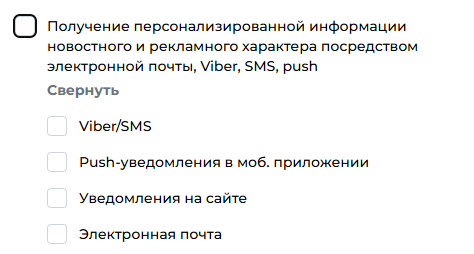 Получение персонализированной информации
новостного и рекламного характера посредством
электронной почты, Viber, SMS, push
Свернуть
Viber/SMS
Push-уведомления в моб. приложении
Уведомления на сайте
Электронная почта